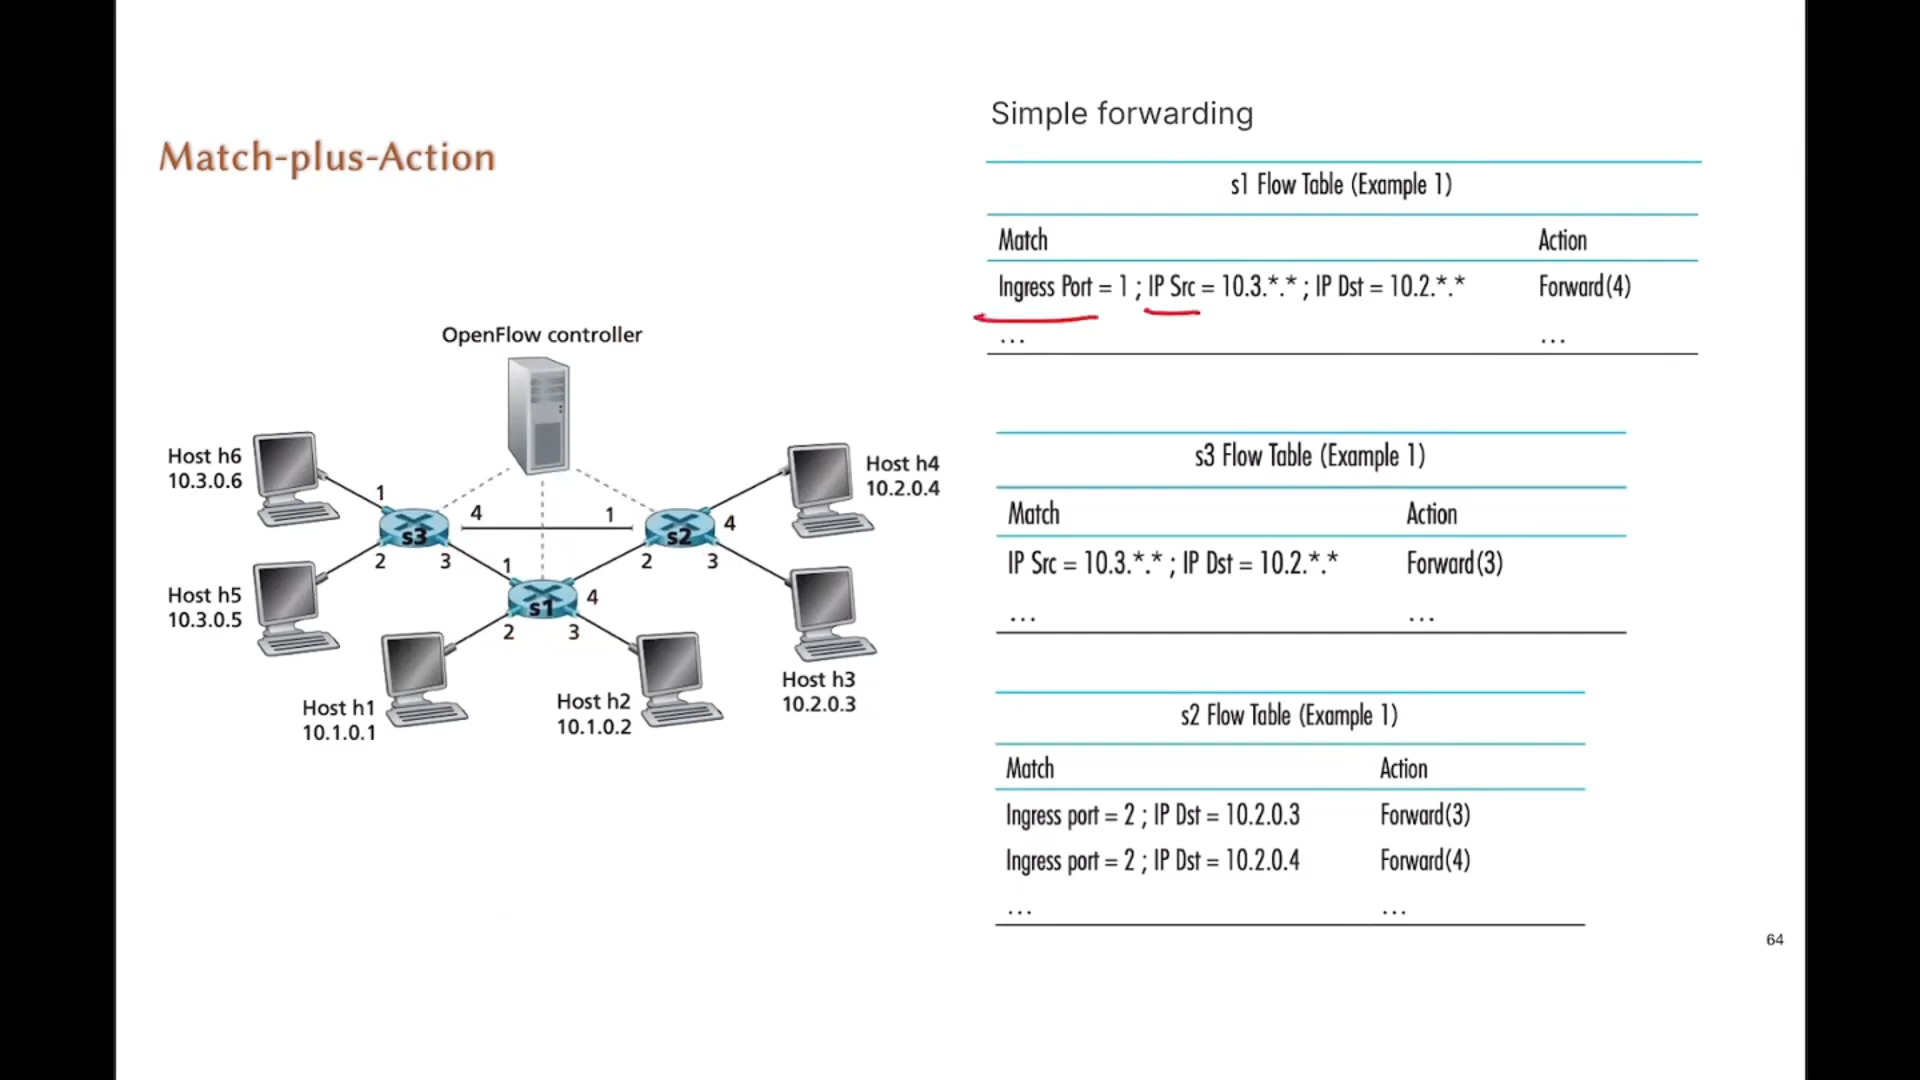 Match-plus-Action
Simple forwarding
s1 Flow Table (Example 1)
Match Action
Ingress Port = 1 ; IP Src = 10.3.*.* ; IP Dst = 10.2.*.* Forward(4)
... ...
s3 Flow Table (Example 1)
Match Action
IP Src = 10.3.*.* ; IP Dst = 10.2.*.* Forward(3)
... ...
s2 Flow Table (Example 1)
Match Action
Ingress port = 2 ; IP Dst = 10.2.0.3 Forward(3)
Ingress port = 2 ; IP Dst = 10.2.0.4 Forward(4)
... ...
OpenFlow controller
Host h6
10.3.0.6
Host h4
10.2.0.4
1
s3
4
1
s2
4
2
3
2
3
Host h5
10.3.0.5
1
s1
4
2
3
Host h3
10.2.0.3
Host h1
10.1.0.1
Host h2
10.1.0.2
64